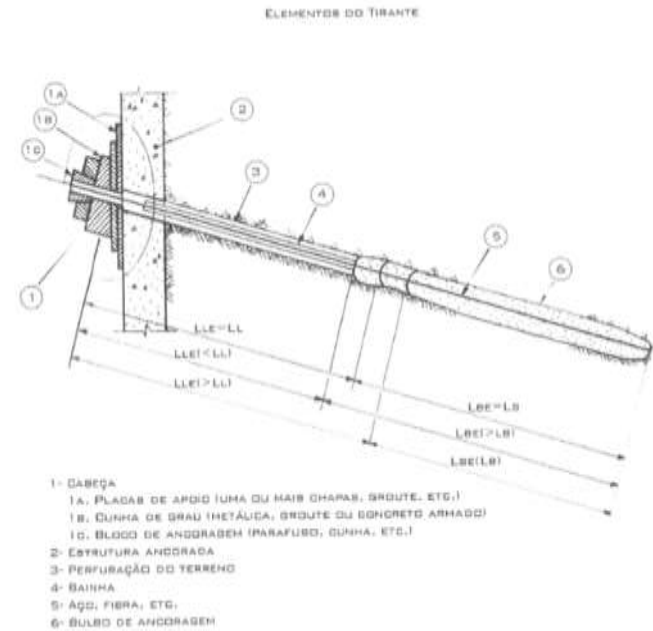 ELEMENTOS DO TIRANTE
1A
1B
1C
2
3
4
5
6
1
LLE=LL
LLE(<LL)
LLE(>LL)
LBE=LB
LBE(>LB)
LBE(LB)
1- CABEÇA
1A. PLACAS DE APOIO (UMA OU MAIS CHAPAS, GROUTE, ETC.)
1B. CUNHA DE GRAU (METÁLICA, GROUTE OU CONCRETO ARMADO)
1C. BLOCO DE ANCORAGEM (PARAFUSO, CUNHA, ETC.)
2- ESTRUTURA ANCORADA
3- PERFURAÇÃO DO TERRENO
4- BAINHA
5- AÇO, FIBRA, ETC.
6- BULBO DE ANCORAGEM